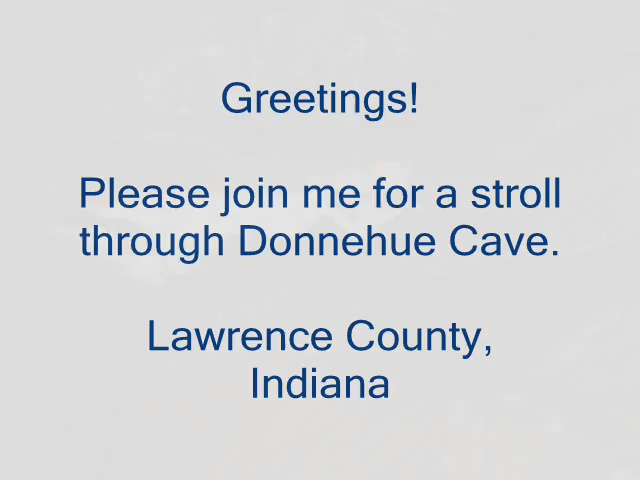 Greetings!
Please join me for a stroll
through Donnehue Cave.
Lawrence County,
Indiana